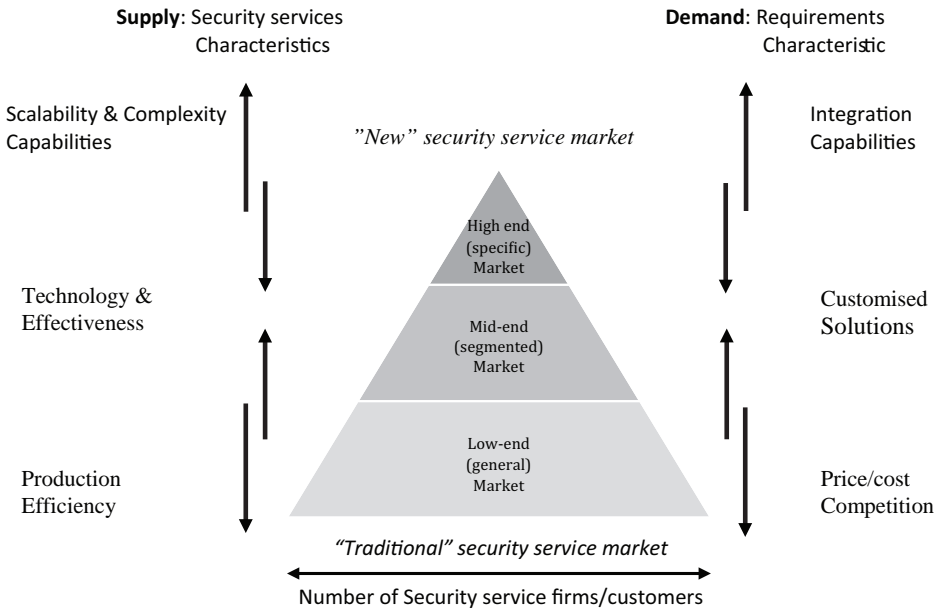 Supply: Security services
Characteristics
Demand: Requirements
Characteristic
Scalability & Complexity
Capabilities
Integration
Capabilities
”New” security service market
High end
(specific)
Market
Technology &
Effectiveness
Customised
Solutions
Mid-end
(segmented)
Market
Low-end
(general)
Market
Production
Efficiency
Price/cost
Competition
“Traditional” security service market
Number of Security service firms/customers